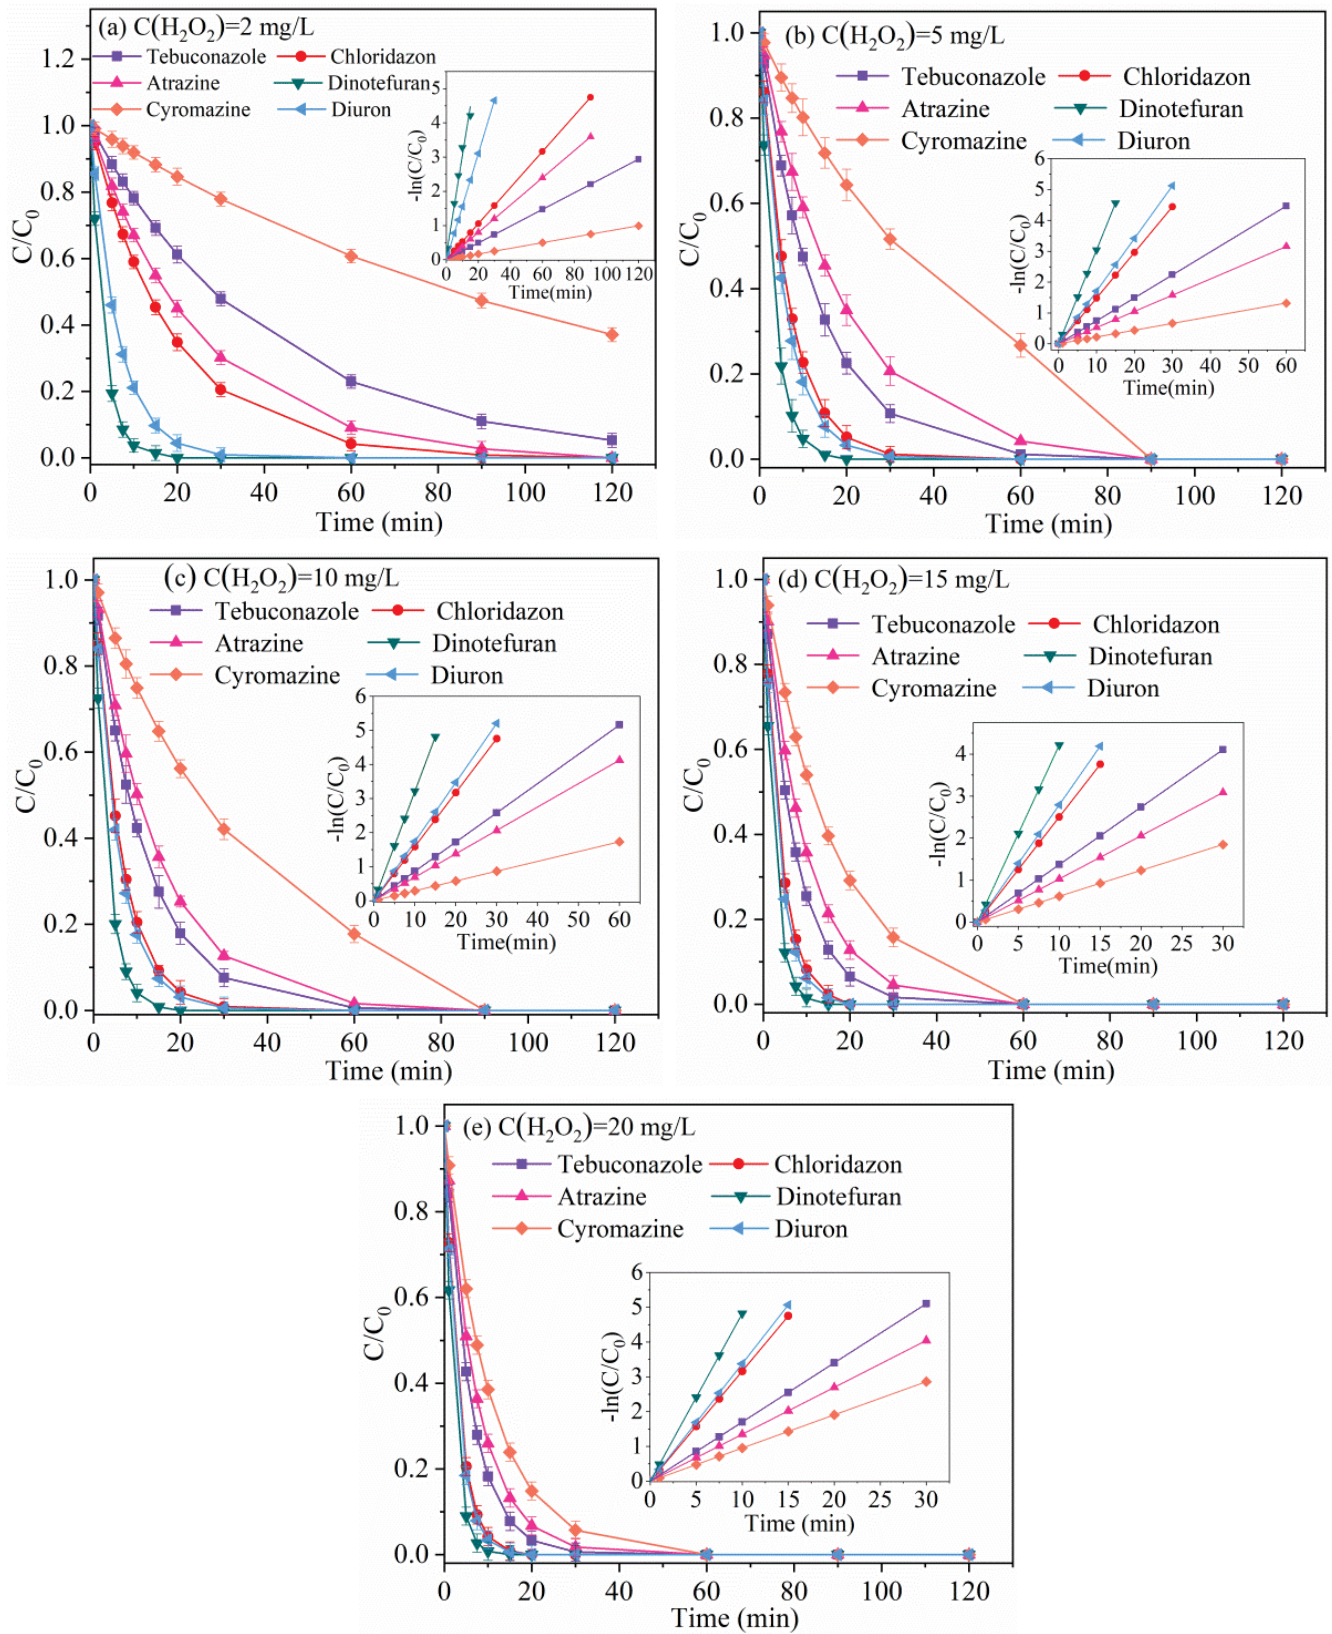 (a) C(H₂O₂)=2 mg/L
Tebuconazole Chloridazon
Atrazine Dinotefuran
Cyromazine Diuron
C/C₀
1.2
1.0
0.8
0.6
0.4
0.2
0.0
0 20 40 60 80 100 120
Time (min)
-ln(C/C₀)
5
4
3
2
1
0
0 20 40 60 80 100 120
Time(min)
(b) C(H₂O₂)=5 mg/L
Tebuconazole Chloridazon
Atrazine Dinotefuran
Cyromazine Diuron
C/C₀
1.0
0.8
0.6
0.4
0.2
0.0
0 20 40 60 80 100 120
Time (min)
-ln(C/C₀)
6
5
4
3
2
1
0
0 10 20 30 40 50 60
Time(min)
(c) C(H₂O₂)=10 mg/L
Tebuconazole Chloridazon
Atrazine Dinotefuran
Cyromazine Diuron
C/C₀
1.0
0.8
0.6
0.4
0.2
0.0
0 20 40 60 80 100 120
Time (min)
-ln(C/C₀)
6
5
4
3
2
1
0
0 10 20 30 40 50 60
Time(min)
(d) C(H₂O₂)=15 mg/L
Tebuconazole Chloridazon
Atrazine Dinotefuran
Cyromazine Diuron
C/C₀
1.0
0.8
0.6
0.4
0.2
0.0
0 20 40 60 80 100 120
Time (min)
-ln(C/C₀)
4
3
2
1
0
0 5 10 15 20 25 30
Time(min)
(e) C(H₂O₂)=20 mg/L
Tebuconazole Chloridazon
Atrazine Dinotefuran
Cyromazine Diuron
C/C₀
1.0
0.8
0.6
0.4
0.2
0.0
0 20 40 60 80 100 120
Time (min)
-ln(C/C₀)
6
5
4
3
2
1
0
0 5 10 15 20 25 30
Time (min)